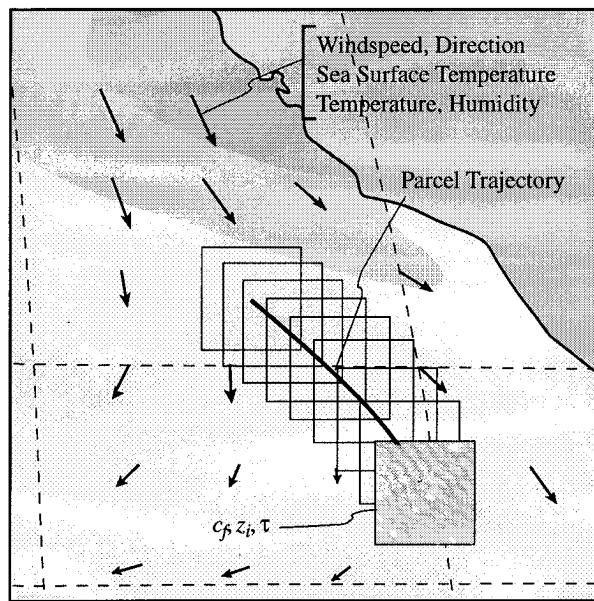 Windspeed, Direction
Sea Surface Temperature
Temperature, Humidity
Parcel Trajectory
c_f, z_i, τ